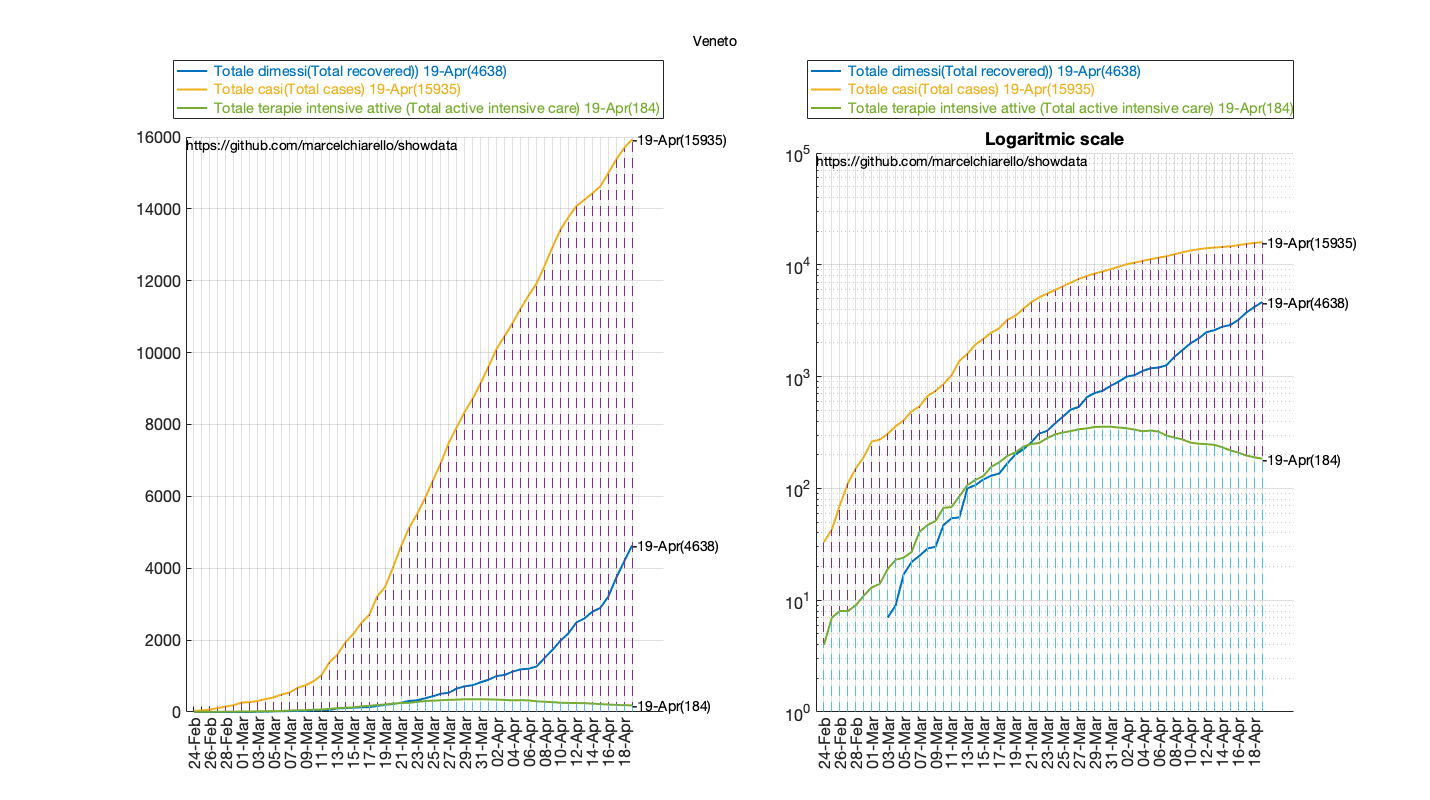 Veneto
Totale dimessi(Total recovered)) 19-Apr(4638)
Totale casi(Total cases) 19-Apr(15935)
Totale terapie intensive attive (Total active intensive care) 19-Apr(184)
https://github.com/marcelchiarello/showdata
16000
14000
12000
10000
8000
6000
4000
2000
0
-19-Apr(15935)
-19-Apr(4638)
-19-Apr(184)
24-Feb
26-Feb
28-Feb
01-Mar
03-Mar
05-Mar
07-Mar
09-Mar
11-Mar
13-Mar
15-Mar
17-Mar
19-Mar
21-Mar
23-Mar
25-Mar
27-Mar
29-Mar
31-Mar
02-Apr
04-Apr
06-Apr
08-Apr
10-Apr
12-Apr
14-Apr
16-Apr
18-Apr
Totale dimessi(Total recovered)) 19-Apr(4638)
Totale casi(Total cases) 19-Apr(15935)
Totale terapie intensive attive (Total active intensive care) 19-Apr(184)
Logaritmic scale
https://github.com/marcelchiarello/showdata
10^5
10^4
10^3
10^2
10^1
10^0
-19-Apr(15935)
-19-Apr(4638)
-19-Apr(184)
24-Feb
26-Feb
28-Feb
01-Mar
03-Mar
05-Mar
07-Mar
09-Mar
11-Mar
13-Mar
15-Mar
17-Mar
19-Mar
21-Mar
23-Mar
25-Mar
27-Mar
29-Mar
31-Mar
02-Apr
04-Apr
06-Apr
08-Apr
10-Apr
12-Apr
14-Apr
16-Apr
18-Apr